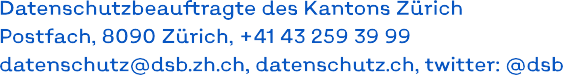 Datenschutzbeauftragte des Kantons Zürich
Postfach, 8090 Zürich, +41 43 259 39 99
datenschutz@dsb.zh.ch, datenschutz.ch, twitter: @dsb